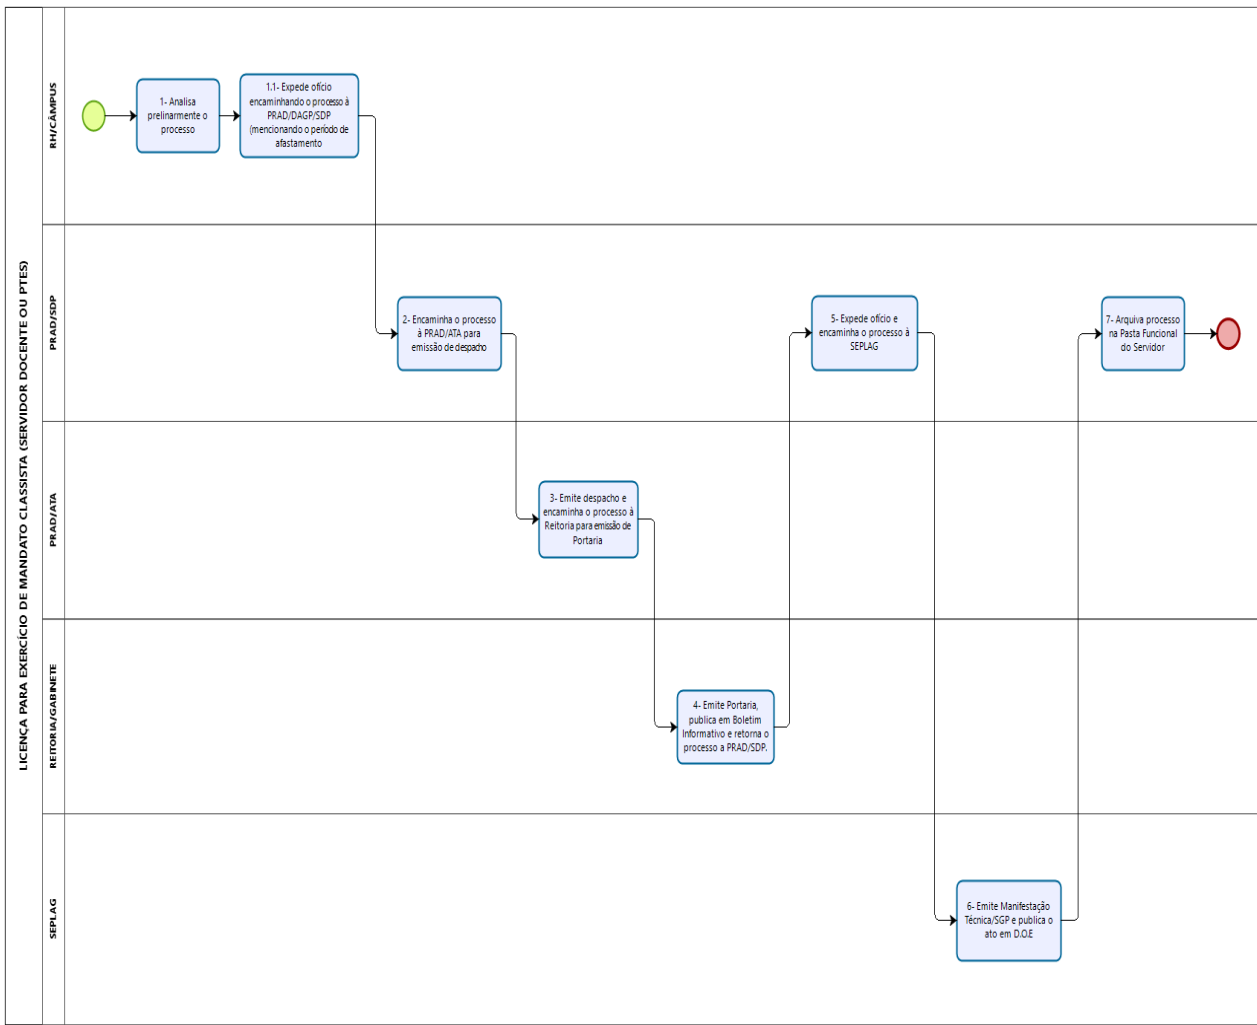 LICENÇA PARA EXERCÍCIO DE MANDATO CLASSISTA (SERVIDOR DOCENTE OU PTES)
RH/CÂMPUS
1- Analisa
prelinarmente o
processo
1.1- Expede ofício
encaminhando o processo à
PRAD/DAGP/SDP
(mencionando o período de
afastamento
PRAD/SDP
2- Encaminha o processo
à PRAD/ATA para
emissão de despacho
5- Expede ofício e
encaminha o processo à
SEPLAG
7- Arquiva processo
na Pasta Funcional
do Servidor
PRAD/ATA
3- Emite despacho e
encaminha o processo à
Reitoria para emissão de
Portaria
REITORIA/GABINETE
4- Emite Portaria,
publica em Boletim
Informativo e retorna o
processo a PRAD/SDP.
SEPLAG
6- Emite Manifestação
Técnica/SGP e publica o
ato em D.O.E